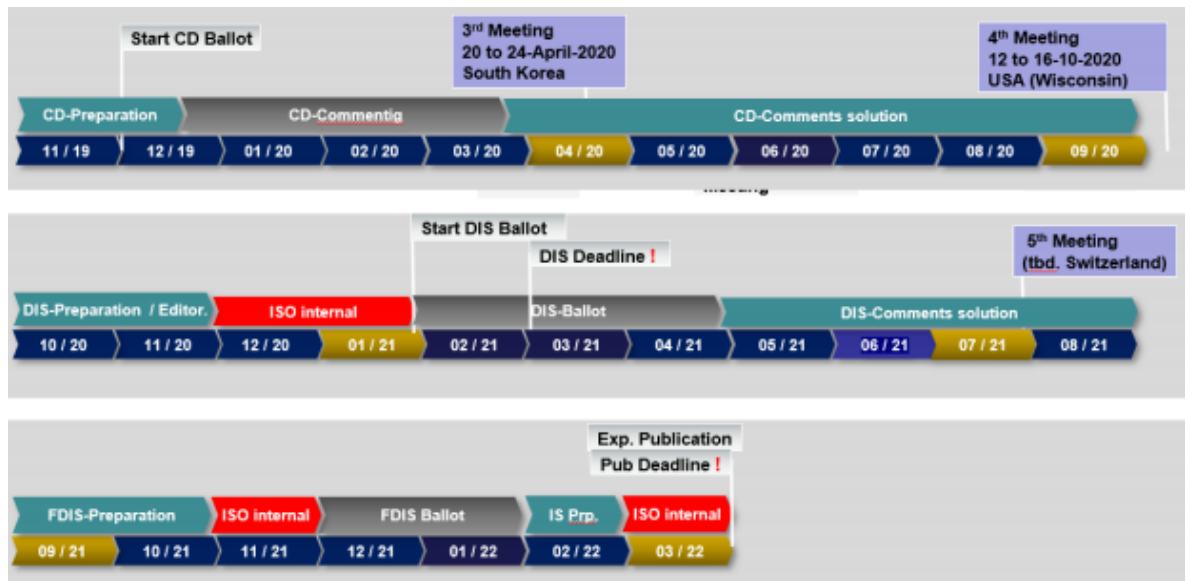 Start CD Ballot
3rd Meeting
20 to 24-April-2020
South Korea
4th Meeting
12 to 16-10-2020
USA (Wisconsin)
CD-Preparation
CD-Commentig
CD-Comments solution
11 / 19
12 / 19
01 / 20
02 / 20
03 / 20
04 / 20
05 / 20
06 / 20
07 / 20
08 / 20
09 / 20
Start DIS Ballot
DIS Deadline !
5th Meeting
(tbd. Switzerland)
DIS-Preparation / Editor.
ISO internal
DIS-Ballot
DIS-Comments solution
10 / 20
11 / 20
12 / 20
01 / 21
02 / 21
03 / 21
04 / 21
05 / 21
06 / 21
07 / 21
08 / 21
Exp. Publication
Pub Deadline !
FDIS-Preparation
ISO internal
FDIS Ballot
IS Prp.
ISO internal
09 / 21
10 / 21
11 / 21
12 / 21
01 / 22
02 / 22
03 / 22